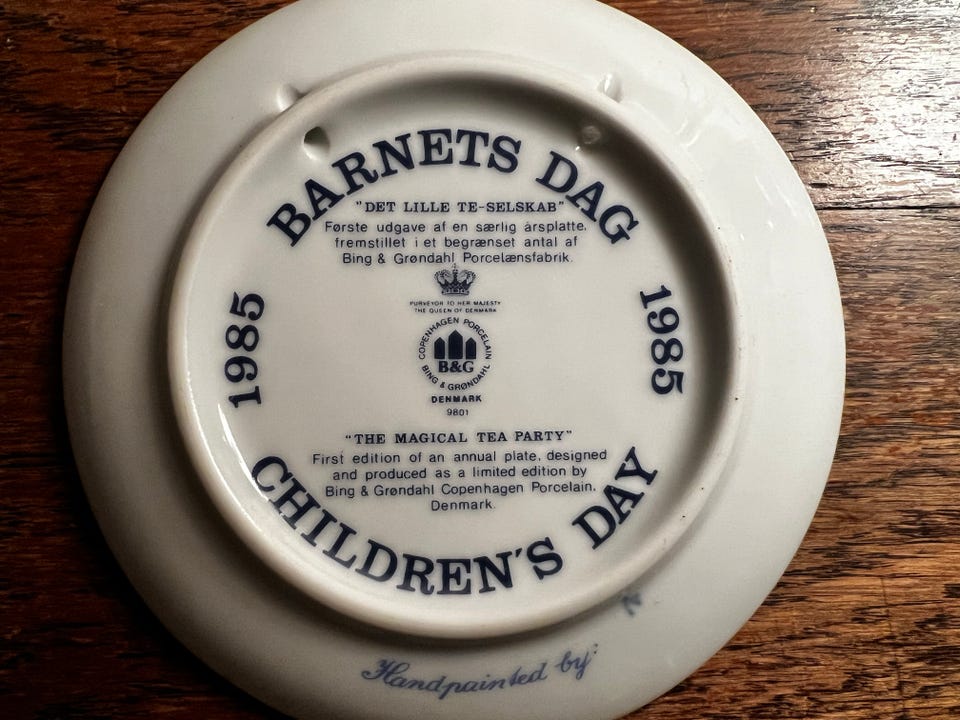 BARNETS DAG
"DET LILLE TE-SELSKAB"
Første udgave af en særlig årsplatte,
fremstillet i et begrænset antal af
Bing & Grøndahl Porcelænsfabrik.
PURVEYOR TO HER MAJESTY
THE QUEEN OF DENMARK
1985
1985
COPENHAGEN PORCELAIN
B&G
BING & GRØNDAHL
DENMARK
9801
"THE MAGICAL TEA PARTY"
First edition of an annual plate, designed
and produced as a limited edition by
Bing & Grøndahl Copenhagen Porcelain,
Denmark.
CHILDREN'S DAY
Handpainted by: